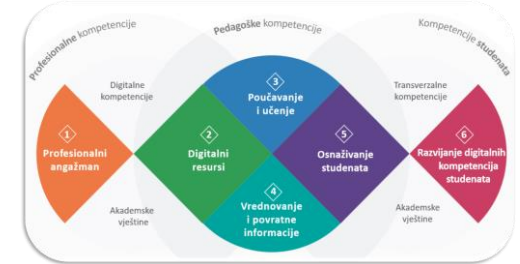 Profesionalne kompetencije
Pedagoške kompetencije
Kompetencije studenata
Digitalne
kompetencije
Transverzalne
kompetencije
1
Profesionalni
angažman
2
Digitalni
resursi
3
Poučavanje
i učenje
4
Vrednovanje
i povratne
informacije
5
Osnaživanje
studenata
6
Razvijanje digitalnih
kompetencija
studenata
Akademske
vještine
Akademske
vještine